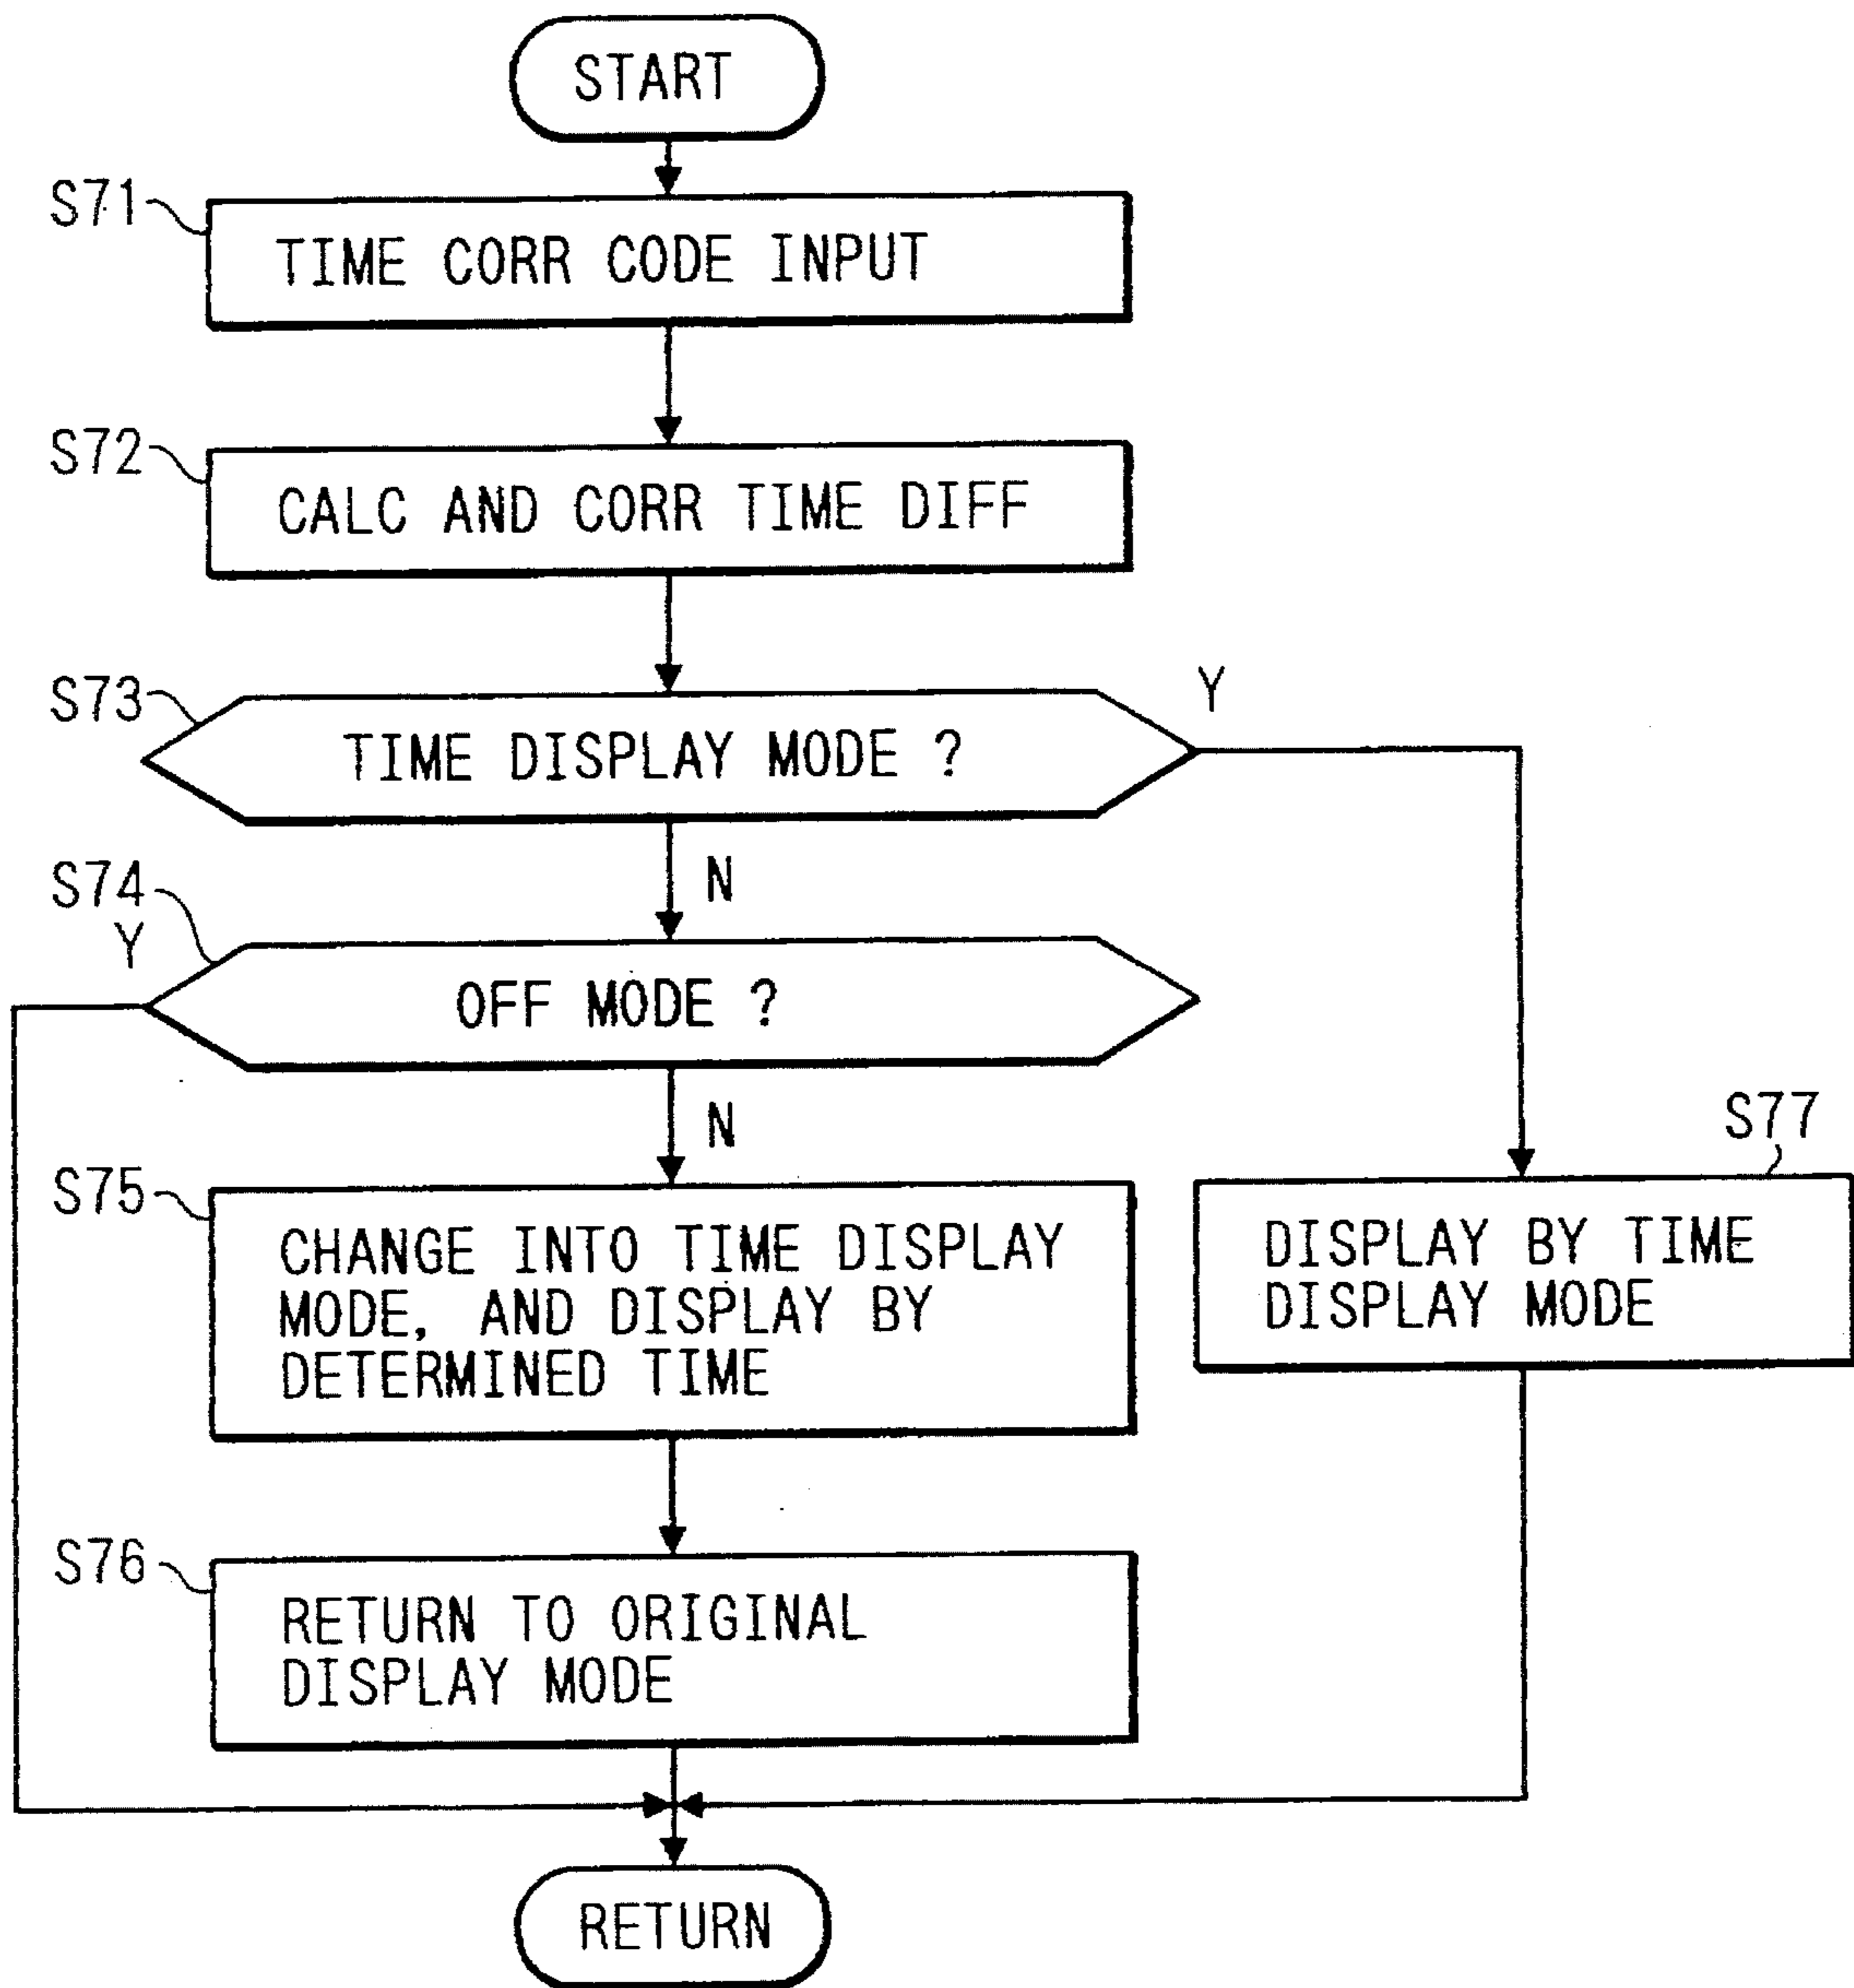 START
S71
TIME CORR CODE INPUT
S72
CALC AND CORR TIME DIFF
S73
TIME DISPLAY MODE ?
Y
N
S74
Y
OFF MODE ?
N
S75
CHANGE INTO TIME DISPLAY
MODE, AND DISPLAY BY
DETERMINED TIME
S77
DISPLAY BY TIME
DISPLAY MODE
S76
RETURN TO ORIGINAL
DISPLAY MODE
RETURN